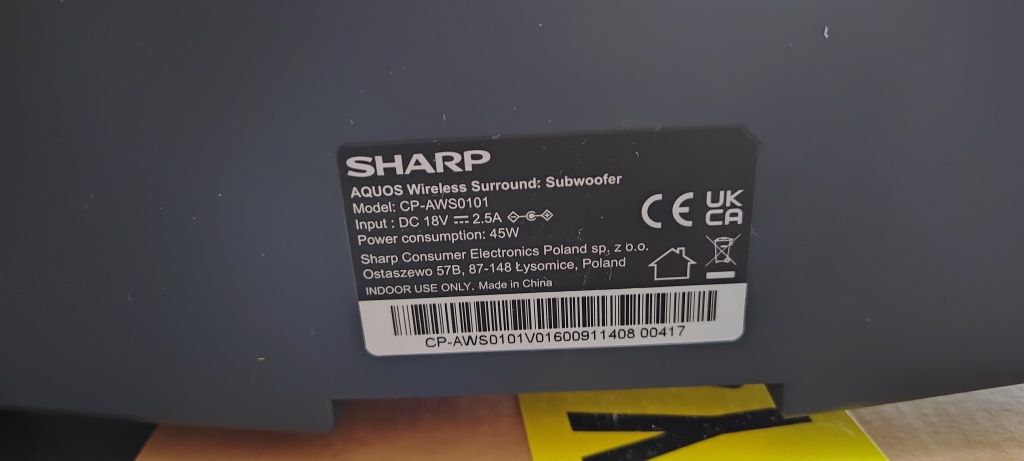 SHARP
AQUOS Wireless Surround: Subwoofer
Model: CP-AWS0101
Input : DC 18V ⎓ 2.5A
Power consumption: 45W
Sharp Consumer Electronics Poland sp. z o.o.
Ostaszewo 57B, 87-148 Łysomice, Poland
INDOOR USE ONLY. Made in China
CE UK
CA
CP-AWS0101V01600911408 00417